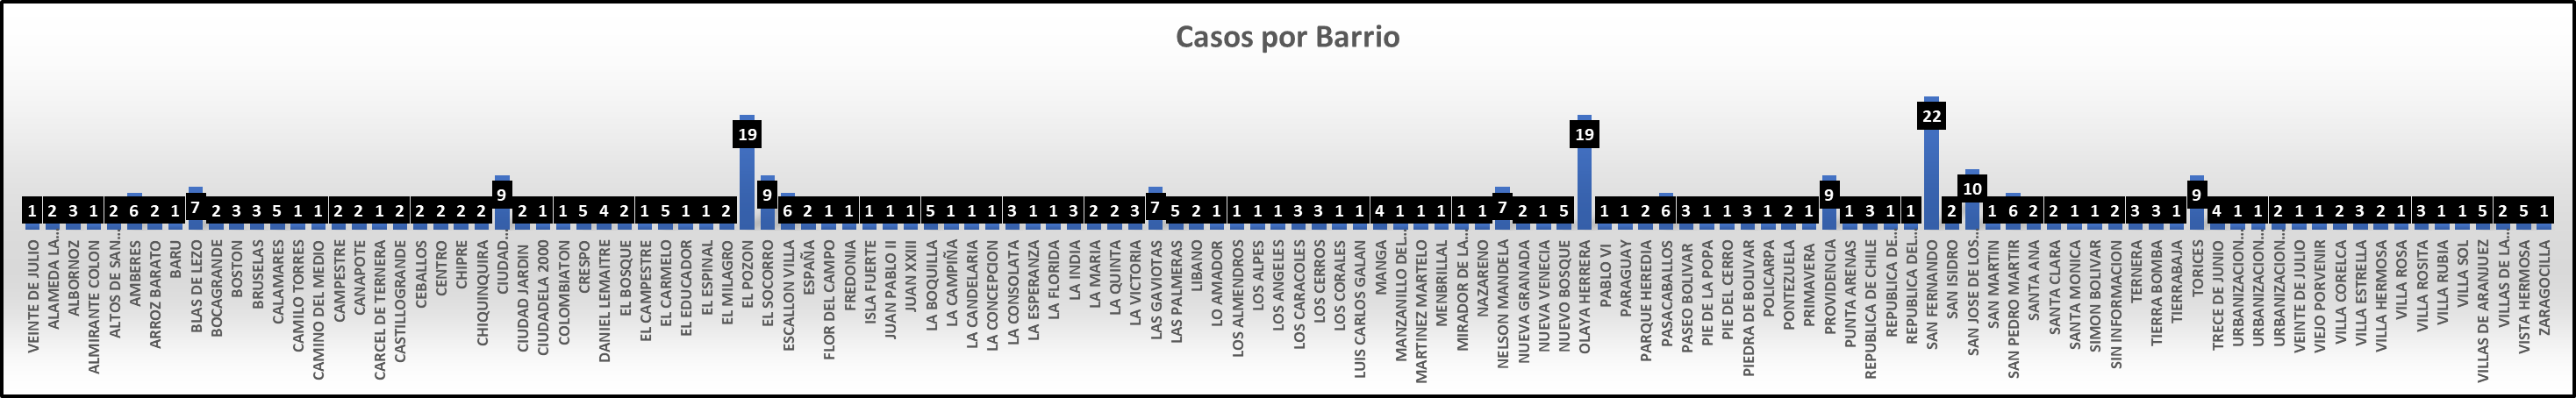 Casos por Barrio
19
19
22
9
9
7
7
7
9
10
9
1 2 3 1 2 6 2 1 2 3 3 5 1 1 2 2 1 2 2 2 2 2 2 1 1 5 4 2 1 5 1 1 2 6 2 1 1 1 1 1 5 1 1 1 3 1 1 3 2 2 3 5 2 1 1 1 1 3 3 1 1 4 1 1 1 1 1 2 1 5 1 1 2 6 3 1 1 3 1 2 1 1 3 1 1 2 1 6 2 2 1 1 2 3 3 1 4 1 1 2 1 1 2 3 2 1 3 1 1 5 2 5 1
VEINTE DE JULIO
ALAMEDA LA…
ALBORNOZ
ALMIRANTE COLON
ALTOS DE SAN…
AMBERES
ARROZ BARATO
BARU
BLAS DE LEZO
BOCAGRANDE
BOSTON
BRUSELAS
CALAMARES
CAMILO TORRES
CAMINO DEL MEDIO
CAMPESTRE
CANAPOTE
CARCEL DE TERNERA
CASTILLOGRANDE
CEBALLOS
CENTRO
CHIPRE
CHIQUINQUIRA
CIUDAD…
CIUDAD JARDIN
CIUDADELA 2000
COLOMBIATON
CRESPO
DANIEL LEMAITRE
EL BOSQUE
EL CAMPESTRE
EL CARMELO
EL EDUCADOR
EL ESPINAL
EL MILAGRO
EL POZON
EL SOCORRO
ESCALLON VILLA
ESPAÑA
FLOR DEL CAMPO
FREDONIA
ISLA FUERTE
JUAN PABLO II
JUAN XXIII
LA BOQUILLA
LA CAMPIÑA
LA CANDELARIA
LA CONCEPCION
LA CONSOLATA
LA ESPERANZA
LA FLORIDA
LA INDIA
LA MARIA
LA QUINTA
LA VICTORIA
LAS GAVIOTAS
LAS PALMERAS
LIBANO
LO AMADOR
LOS ALMENDROS
LOS ALPES
LOS ANGELES
LOS CARACOLES
LOS CERROS
LOS CORALES
LUIS CARLOS GALAN
MANGA
MANZANILLO DEL…
MARTINEZ MARTELO
MENBRILLAL
MIRADOR DE LA…
NAZARENO
NELSON MANDELA
NUEVA GRANADA
NUEVA VENECIA
NUEVO BOSQUE
OLAYA HERRERA
PABLO VI
PARAGUAY
PARQUE HEREDIA
PASACABALLOS
PASEO BOLIVAR
PIE DE LA POPA
PIE DEL CERRO
PIEDRA DE BOLIVAR
POLICARPA
PONTEZUELA
PRIMAVERA
PROVIDENCIA
PUNTA ARENAS
REPUBLICA DE CHILE
REPUBLICA DE…
REPUBLICA DEL…
SAN FERNANDO
SAN ISIDRO
SAN JOSE DE LOS…
SAN MARTIN
SAN PEDRO MARTIR
SANTA ANA
SANTA CLARA
SANTA MONICA
SIMON BOLIVAR
SIN INFORMACION
TERNERA
TIERRA BOMBA
TIERRABAJA
TORICES
TRECE DE JUNIO
URBANIZACION…
URBANIZACION…
URBANIZACION…
VEINTE DE JULIO
VIEJO PORVENIR
VILLA CORELCA
VILLA ESTRELLA
VILLA HERMOSA
VILLA ROSA
VILLA ROSITA
VILLA RUBIA
VILLA SOL
VILLAS DE ARANJUEZ
VILLAS DE LA…
VISTA HERMOSA
ZARAGOCILLA